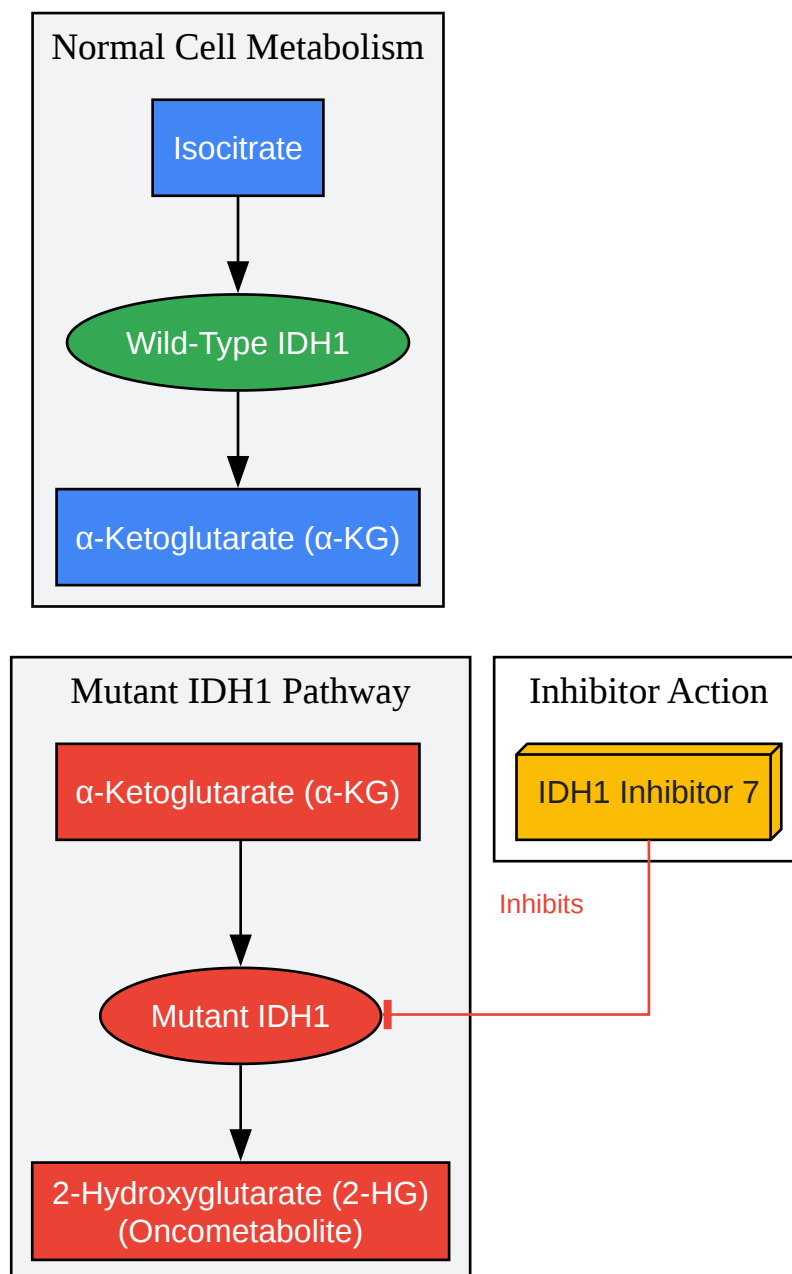 Normal Cell Metabolism
Isocitrate
Wild-Type IDH1
α-Ketoglutarate (α-KG)
Mutant IDH1 Pathway
α-Ketoglutarate (α-KG)
Mutant IDH1
2-Hydroxyglutarate (2-HG)
(Oncometabolite)
Inhibitor Action
IDH1 Inhibitor 7
Inhibits